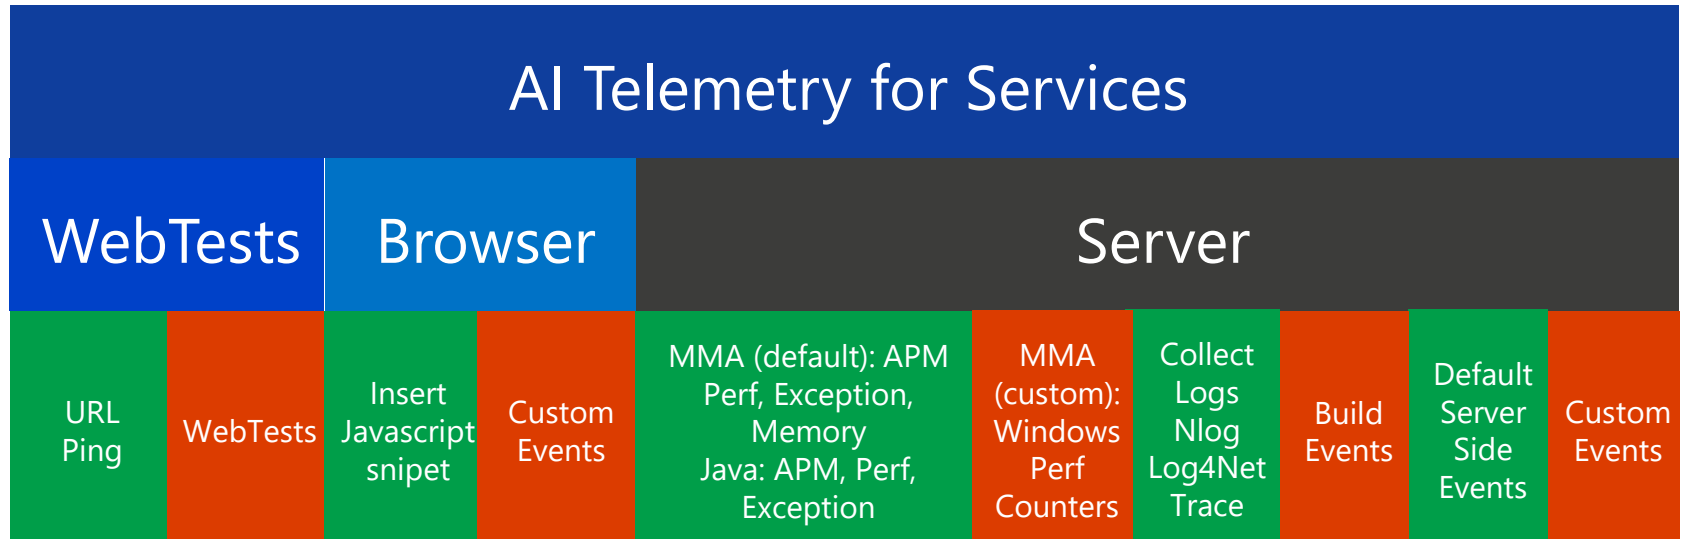 AI Telemetry for Services
WebTests
Browser
Server
URL
Ping
WebTests
Insert
Javascript
snipet
Custom
Events
MMA (default): APM
Perf, Exception,
Memory
Java: APM, Perf,
Exception
MMA
(custom):
Windows
Perf
Counters
Collect
Logs
Nlog
Log4Net
Trace
Build
Events
Default
Server
Side
Events
Custom
Events